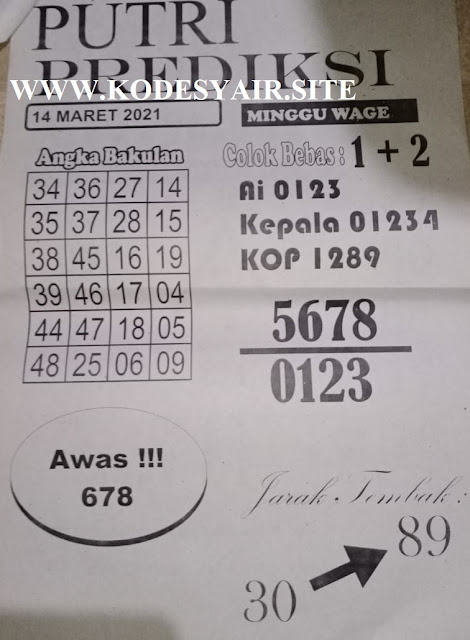 PUTRI
PREDIKSI
WWW.KODESYAIR.SITE
14 MARET 2021
MINGGU WAGE
Angka Bakulan
34 36 27 14
35 37 28 15
38 45 16 19
39 46 17 04
44 47 18 05
48 25 06 09
Colok Bebas : 1 + 2
Ai 0123
Kepala 01234
KOP 1289
5678
0123
Awas !!!
678
Jarak Tembak :
89
30